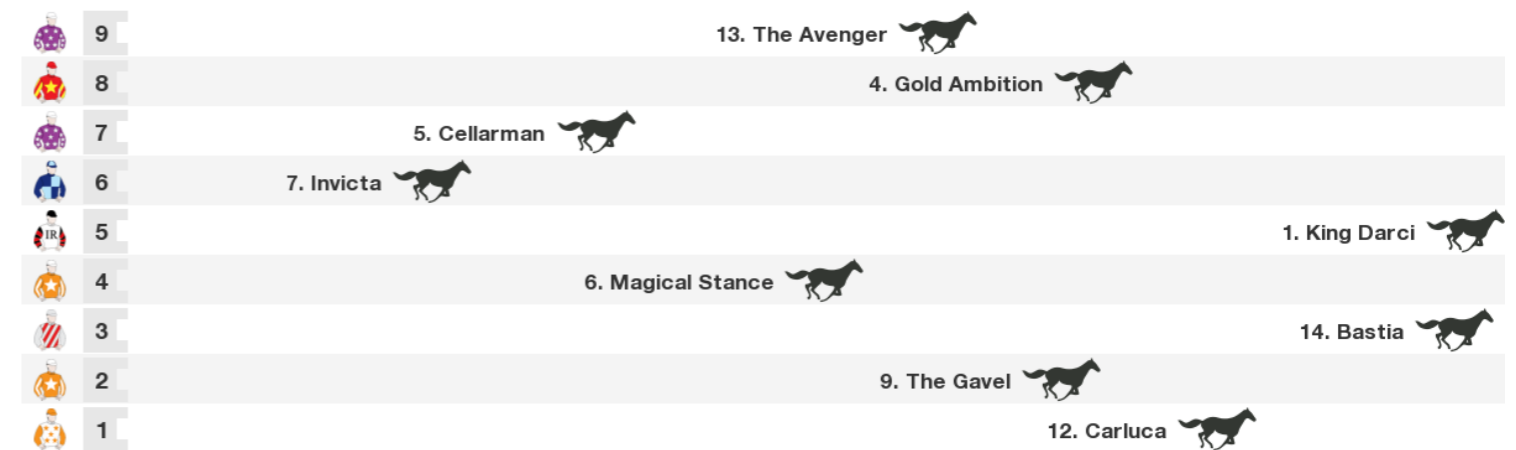 9 13. The Avenger
8 4. Gold Ambition
7 5. Cellarman
6 7. Invicta
5 IR 1. King Darci
4 6. Magical Stance
3 14. Bastia
2 9. The Gavel
1 12. Carluca